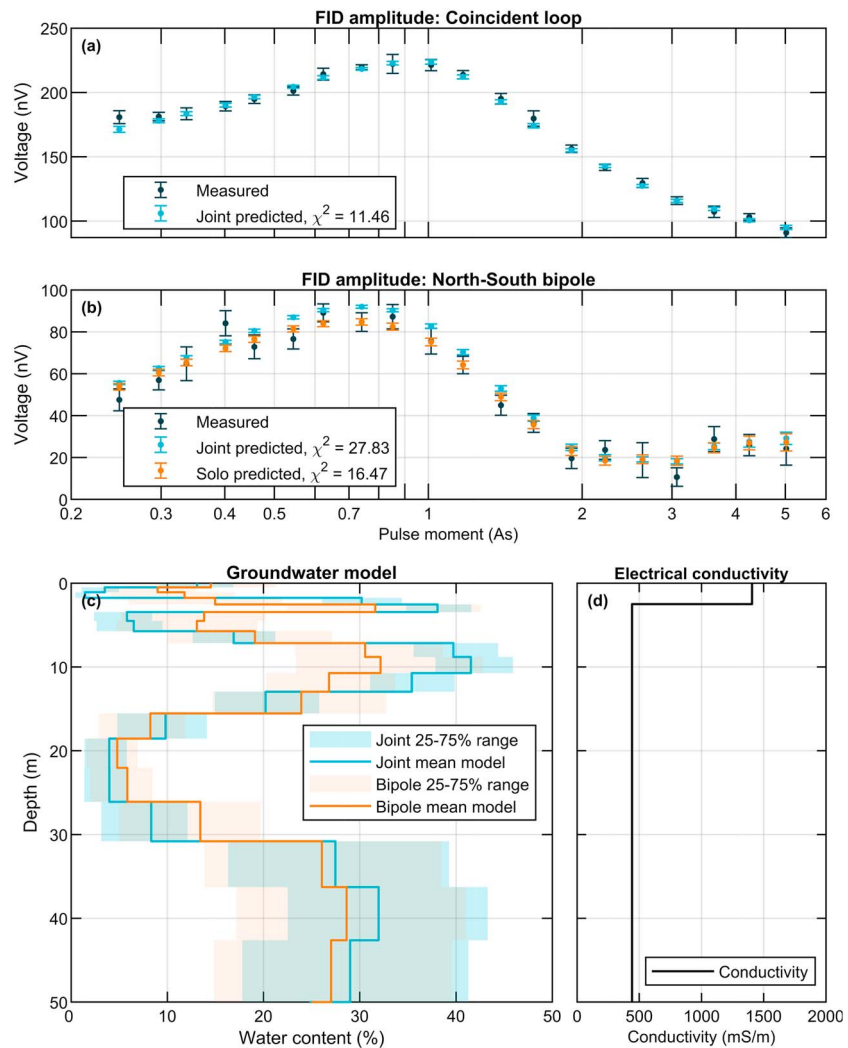 FID amplitude: Coincident loop
(a)
250
200
150
100
Voltage (nV)
Measured
Joint predicted, χ² = 11.46
FID amplitude: North-South bipole
(b)
100
80
60
40
20
0
Voltage (nV)
Measured
Joint predicted, χ² = 27.83
Solo predicted, χ² = 16.47
0.2 0.3 0.4 0.5 0.7 1 2 3 4 5 6
Pulse moment (As)
Groundwater model
(c)
0
10
20
30
40
50
Depth (m)
Joint 25-75% range
Joint mean model
Bipole 25-75% range
Bipole mean model
0 10 20 30 40 50
Water content (%)
Electrical conductivity
(d)
Conductivity
0 500 1000 1500 2000
Conductivity (mS/m)